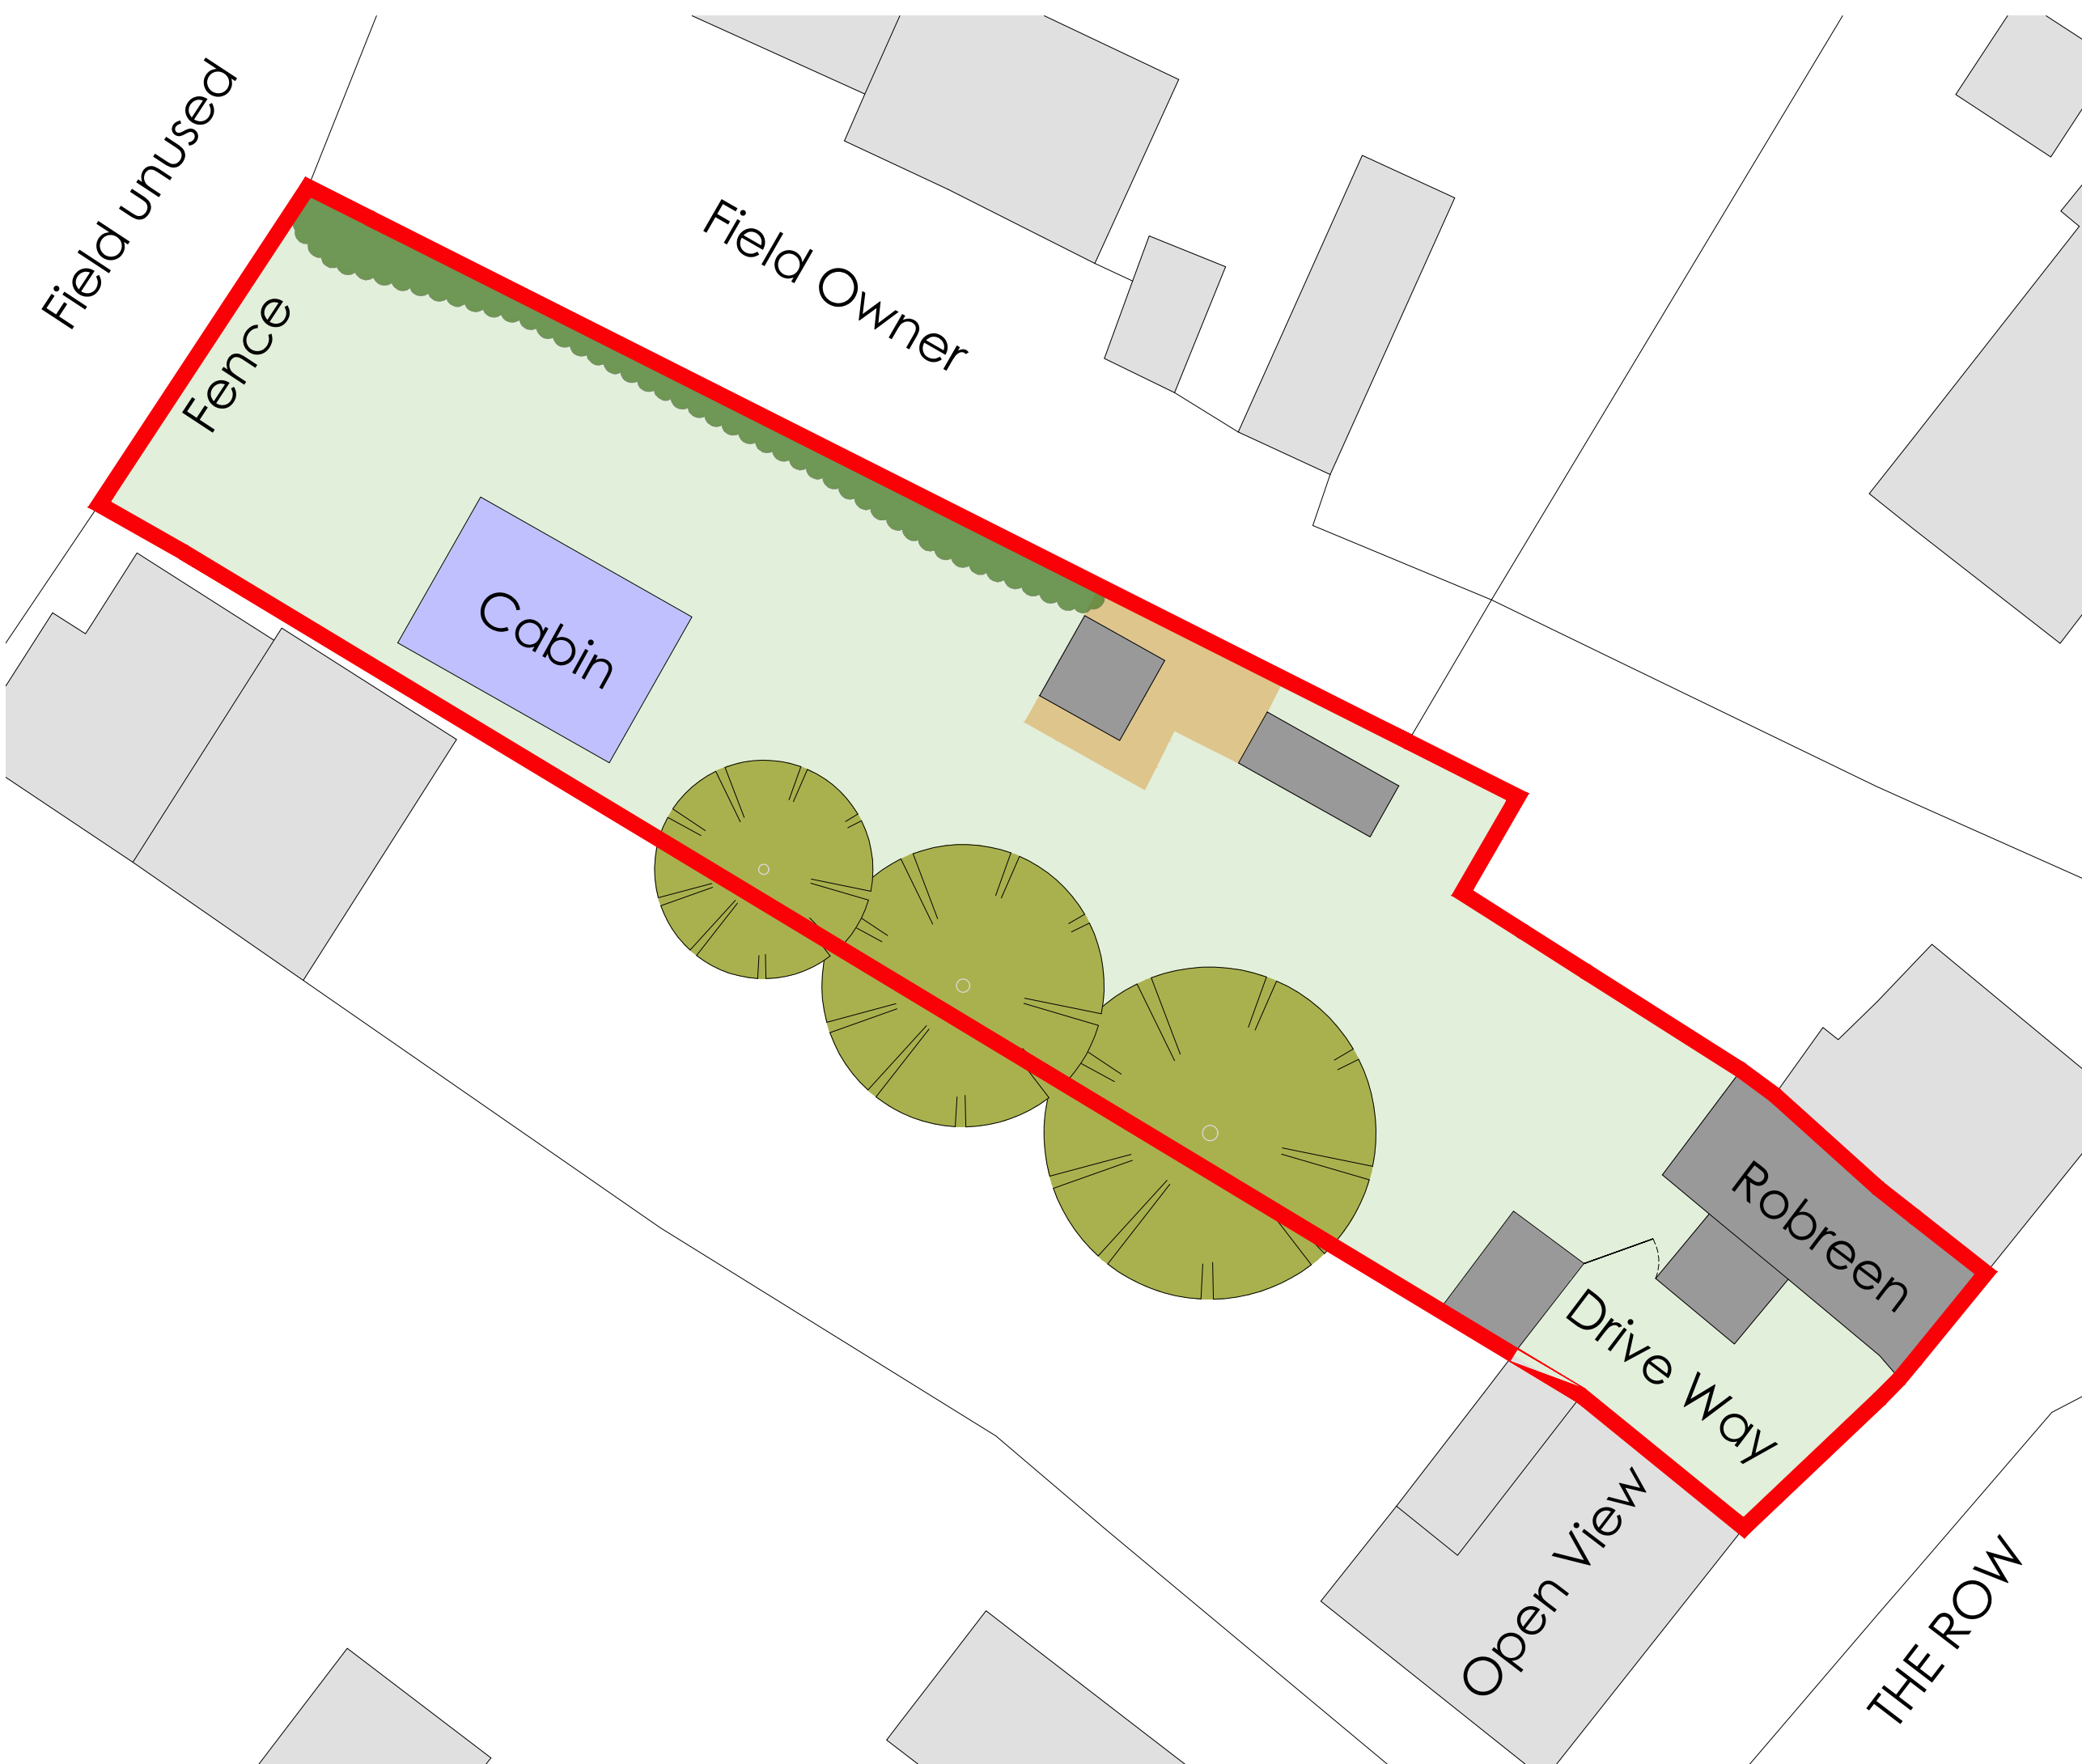 Field unused
Fence
Field Owner
Cabin
Robreen
Drive Way
Open View
THE ROW